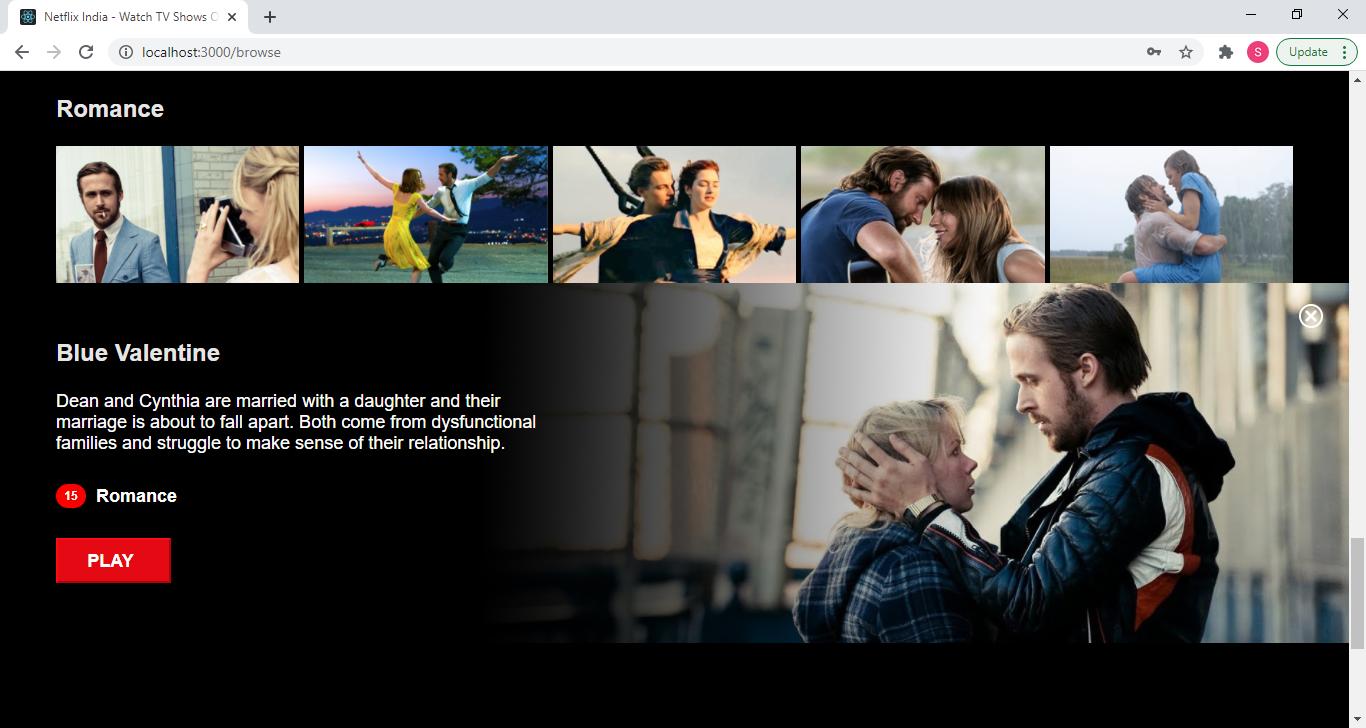 Netflix India - Watch TV Shows O
localhost:3000/browse
S
Update
Romance
Blue Valentine
Dean and Cynthia are married with a daughter and their
marriage is about to fall apart. Both come from dysfunctional
families and struggle to make sense of their relationship.
15 Romance
PLAY